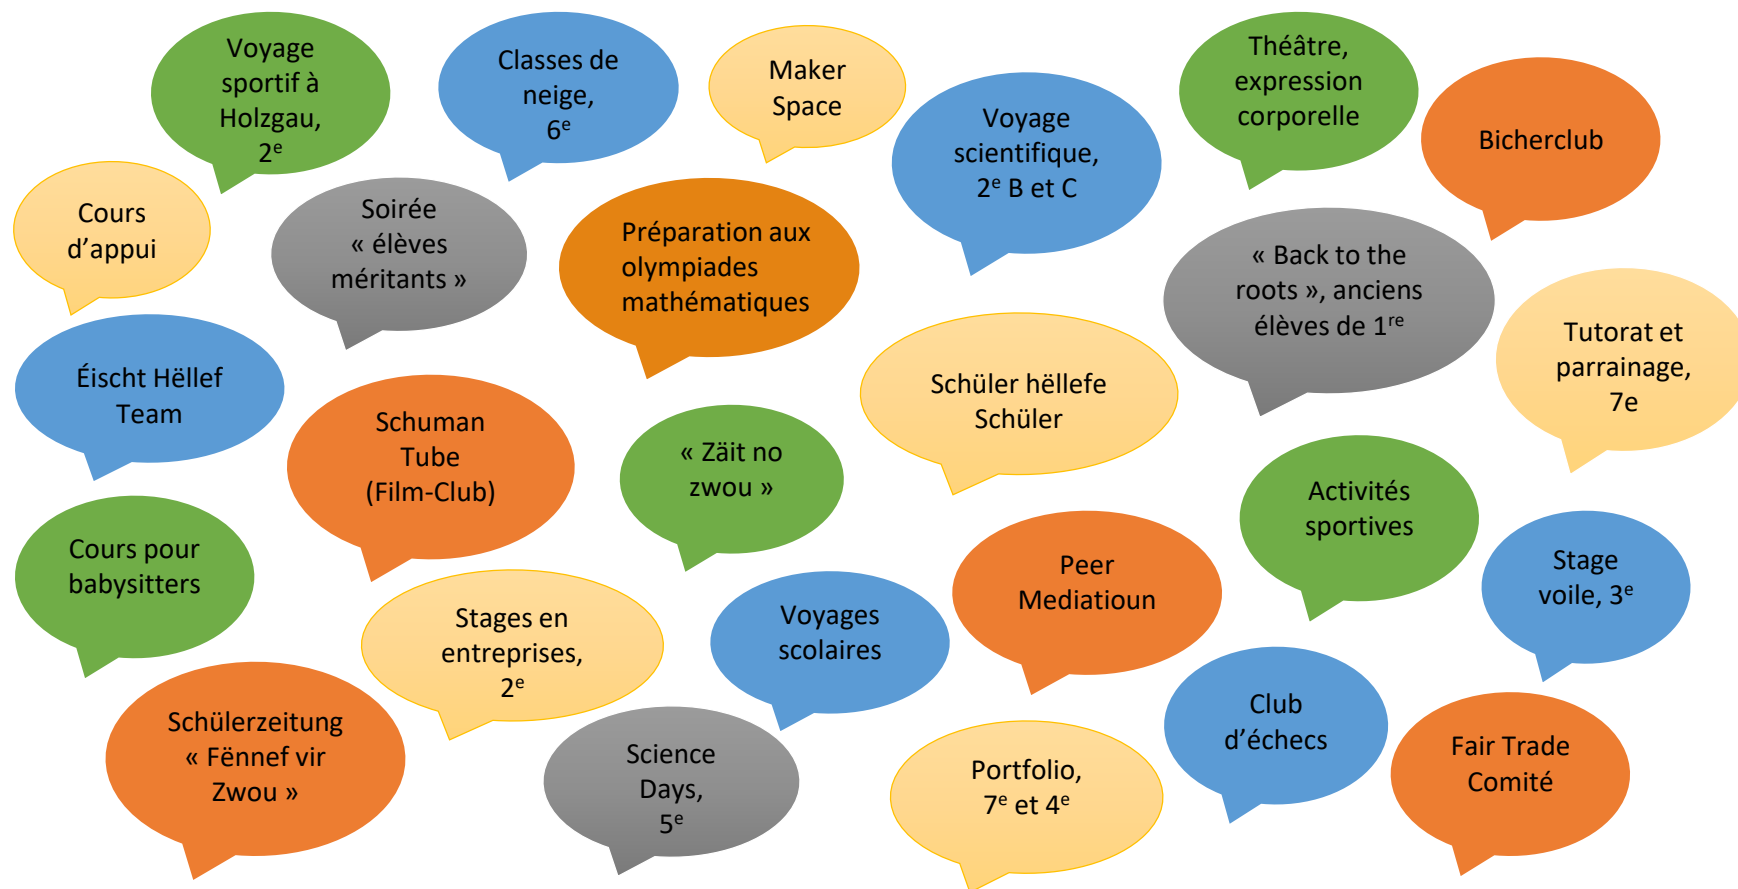 Voyage
sportif à
Holzgau,
2e
Classes de
neige,
6e
Maker
Space
Voyage
scientifique,
2e B et C
Théâtre,
expression
corporelle
Bicherclub
Cours
d’appui
Soirée
« élèves
méritants »
Préparation aux
olympiades
mathématiques
« Back to the
roots », anciens
élèves de 1re
Tutorat et
parrainage,
7e
Éischt Hëllef
Team
Schuman
Tube
(Film-Club)
« Zäit no
zwou »
Schüler hëllefe
Schüler
Activités
sportives
Stage
voile, 3e
Cours pour
babysitters
Stages en
entreprises,
2e
Voyages
scolaires
Peer
Mediatioun
Club
d’échecs
Fair Trade
Comité
Schülerzeitung
« Fënnef vir
Zwou »
Science
Days,
5e
Portfolio,
7e et 4e